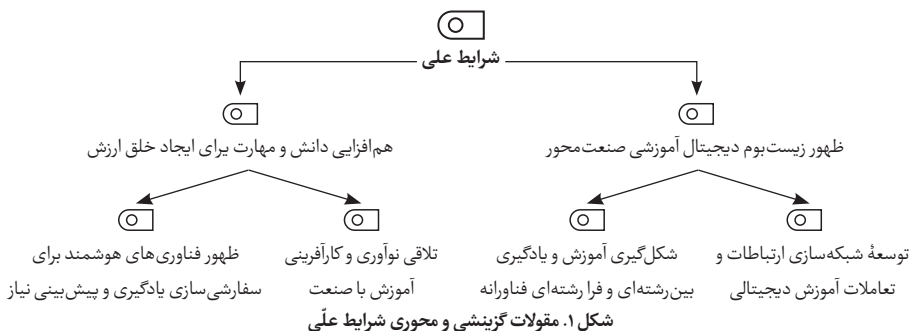 شرایط علی
ظهور زیست‌بوم دیجیتال آموزشی صنعت‌محور
هم‌افزایی دانش و مهارت یرای ایجاد خلق ارزش
توسعهٔ شبکه‌سازی ارتباطات و
تعاملات آموزش دیجیتالی
شکل‌گیری آموزش و یادگیری
بین‌رشته‌ای و فرا رشته‌ای فناورانه
تلاقی نوآوری و کارآفرینی
آموزش با صنعت
ظهور فناوری‌های هوشمند برای
سفارشی‌سازی یادگیری و پیش‌بینی نیاز
شکل ۱. مقولات گزینشی و محوری شرایط علّی